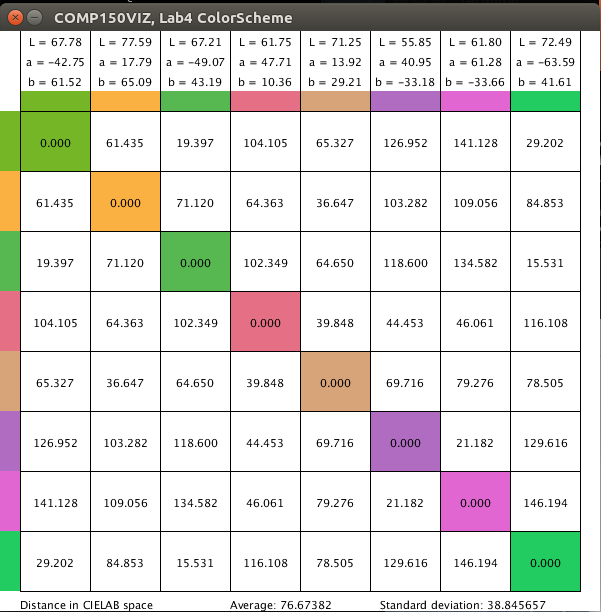 COMP150VIZ, Lab4 ColorScheme
L = 67.78 L = 77.59 L = 67.21 L = 61.75 L = 71.25 L = 55.85 L = 61.80 L = 72.49
a = −42.75 a = 17.79 a = −49.07 a = 47.71 a = 13.92 a = 40.95 a = 61.28 a = −63.59
b = 61.52 b = 65.09 b = 43.19 b = 10.36 b = 29.21 b = −33.18 b = −33.66 b = 41.61
0.000 61.435 19.397 104.105 65.327 126.952 141.128 29.202
61.435 0.000 71.120 64.363 36.647 103.282 109.056 84.853
19.397 71.120 0.000 102.349 64.650 118.600 134.582 15.531
104.105 64.363 102.349 0.000 39.848 44.453 46.061 116.108
65.327 36.647 64.650 39.848 0.000 69.716 79.276 78.505
126.952 103.282 118.600 44.453 69.716 0.000 21.182 129.616
141.128 109.056 134.582 46.061 79.276 21.182 0.000 146.194
29.202 84.853 15.531 116.108 78.505 129.616 146.194 0.000
Distance in CIELAB space Average: 76.67382 Standard deviation: 38.845657